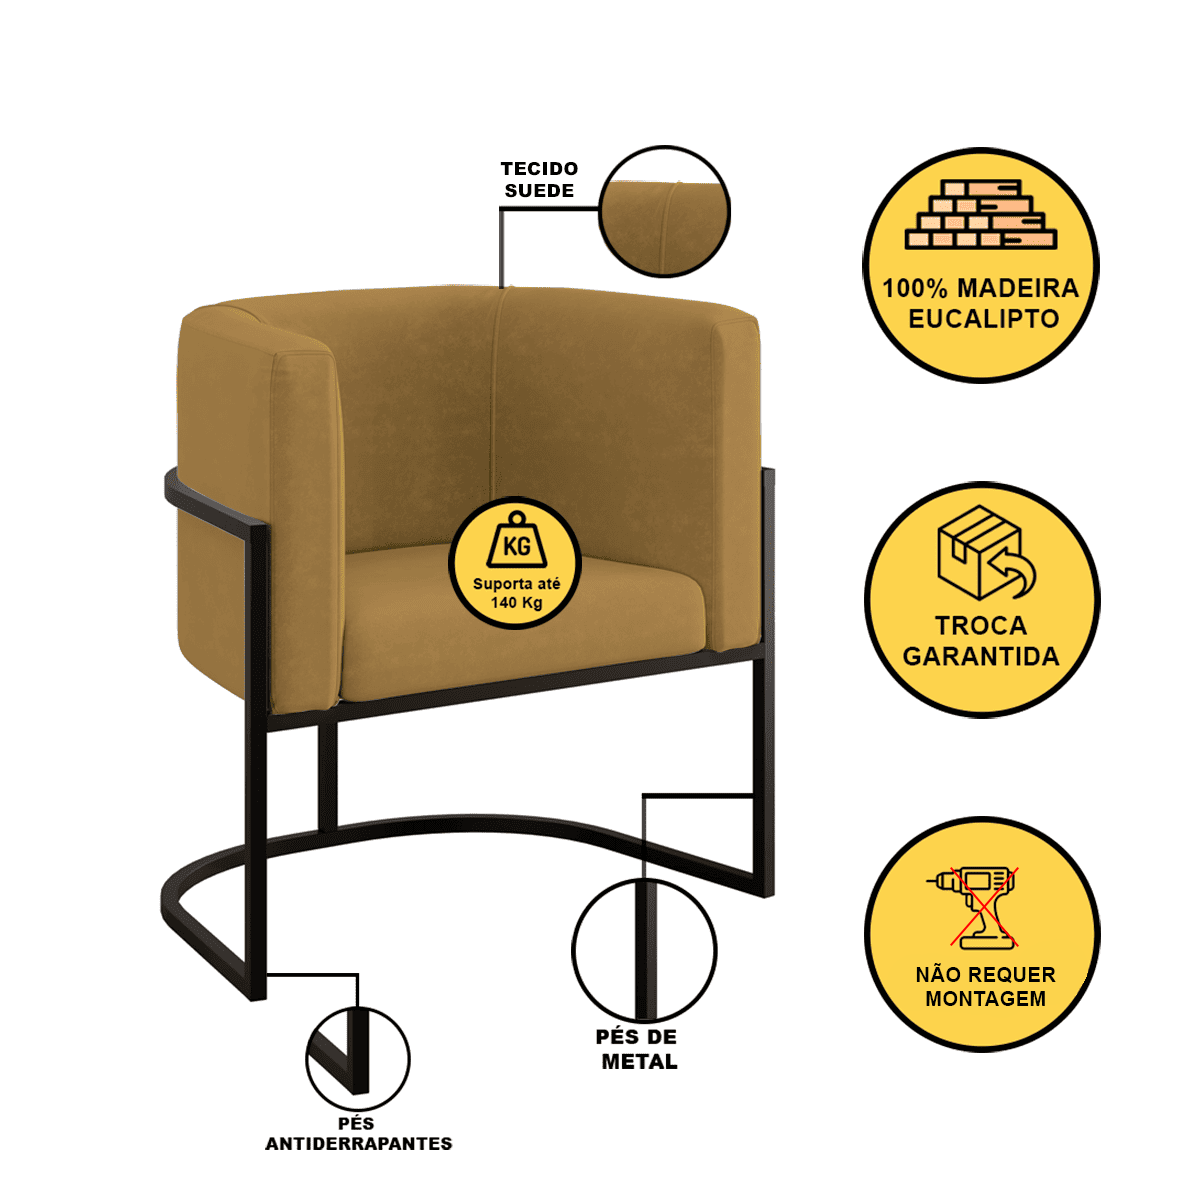 TECIDO
SUEDE
100% MADEIRA
EUCALIPTO
KG
Suporta até
140 Kg
TROCA
GARANTIDA
NÃO REQUER
MONTAGEM
PÉS DE
METAL
PÉS
ANTIDERRAPANTES